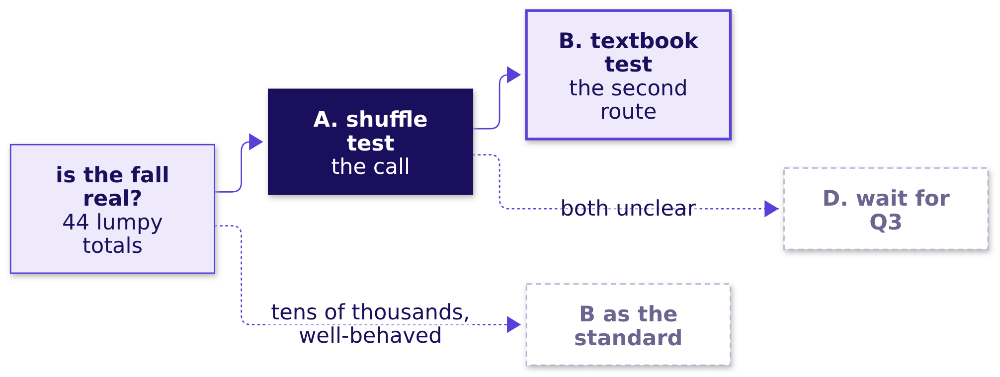 is the fall
real?
44 lumpy
totals
A. shuffle
test
the call
B. textbook
test
the second
route
both unclear
D. wait for
Q3
tens of thousands,
well-behaved
B as the
standard